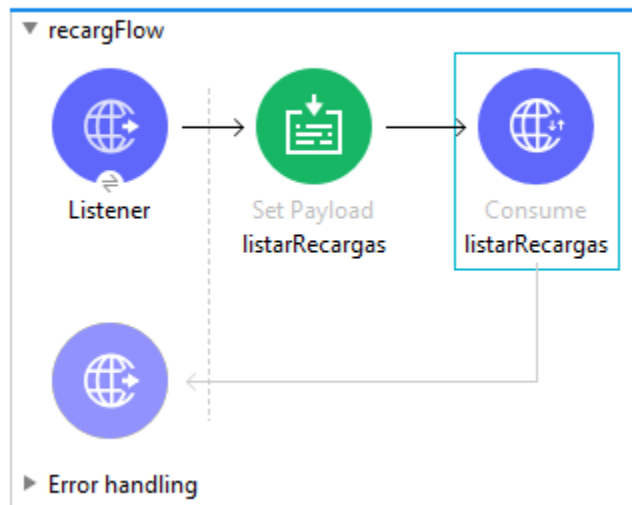 recargFlow
Listener
Set Payload
listarRecargas
Consume
listarRecargas
Error handling